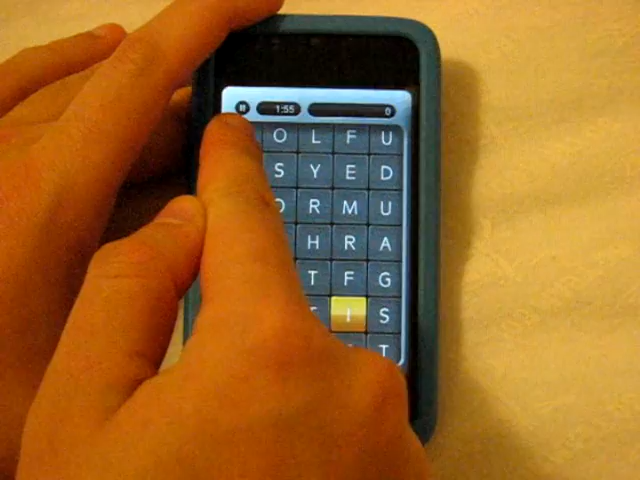 1:55 0
O L F U
S Y E D
R M U
H R A
T F G
I S
T